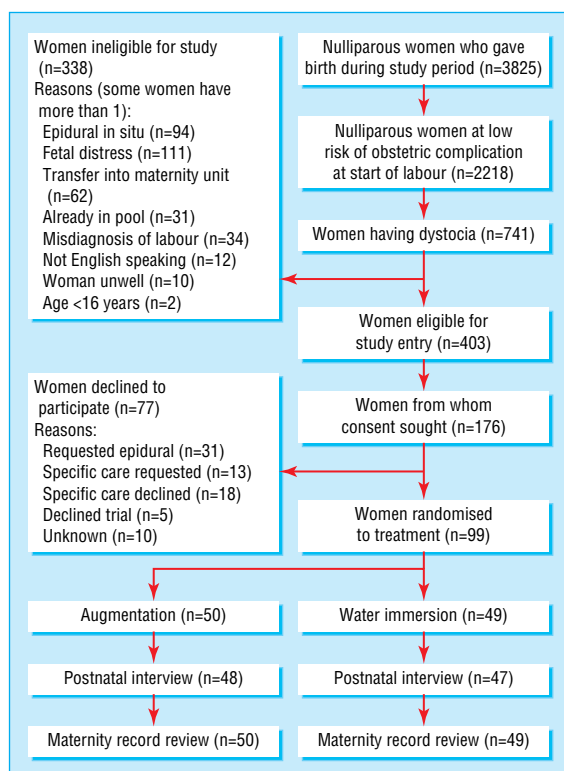 Women ineligible for study
(n=338)
Reasons (some women have
more than 1):
Epidural in situ (n=94)
Fetal distress (n=111)
Transfer into maternity unit
(n=62)
Already in pool (n=31)
Misdiagnosis of labour (n=34)
Not English speaking (n=12)
Woman unwell (n=10)
Age <16 years (n=2)
Nulliparous women who gave
birth during study period (n=3825)
Nulliparous women at low
risk of obstetric complication
at start of labour (n=2218)
Women having dystocia (n=741)
Women eligible for
study entry (n=403)
Women declined to
participate (n=77)
Reasons:
Requested epidural (n=31)
Specific care requested (n=13)
Specific care declined (n=18)
Declined trial (n=5)
Unknown (n=10)
Women from whom
consent sought (n=176)
Women randomised
to treatment (n=99)
Augmentation (n=50)
Water immersion (n=49)
Postnatal interview (n=48)
Postnatal interview (n=47)
Maternity record review (n=50)
Maternity record review (n=49)